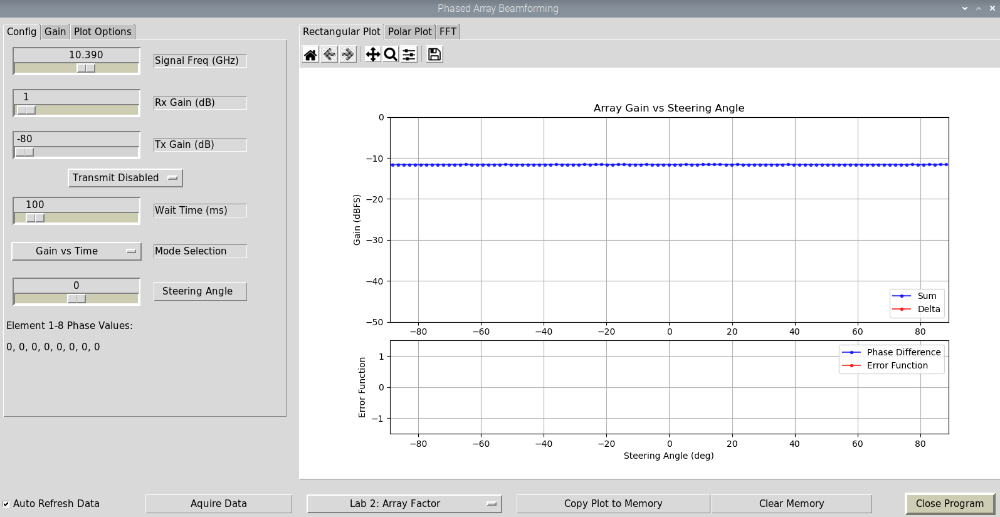 Phased Array Beamforming
Config Gain Plot Options
10.390
Signal Freq (GHz)
1
Rx Gain (dB)
-80
Tx Gain (dB)
Transmit Disabled
100
Wait Time (ms)
Gain vs Time
Mode Selection
0
Steering Angle
Element 1-8 Phase Values:
0, 0, 0, 0, 0, 0, 0, 0
Rectangular Plot Polar Plot FFT
Array Gain vs Steering Angle
0
−10
−20
−30
−40
−50
Gain (dBFS)
Sum
Delta
−80 −60 −40 −20 0 20 40 60 80
1
0
−1
Error Function
Phase Difference
Error Function
−80 −60 −40 −20 0 20 40 60 80
Steering Angle (deg)
Auto Refresh Data
Aquire Data
Lab 2: Array Factor
Copy Plot to Memory
Clear Memory
Close Program